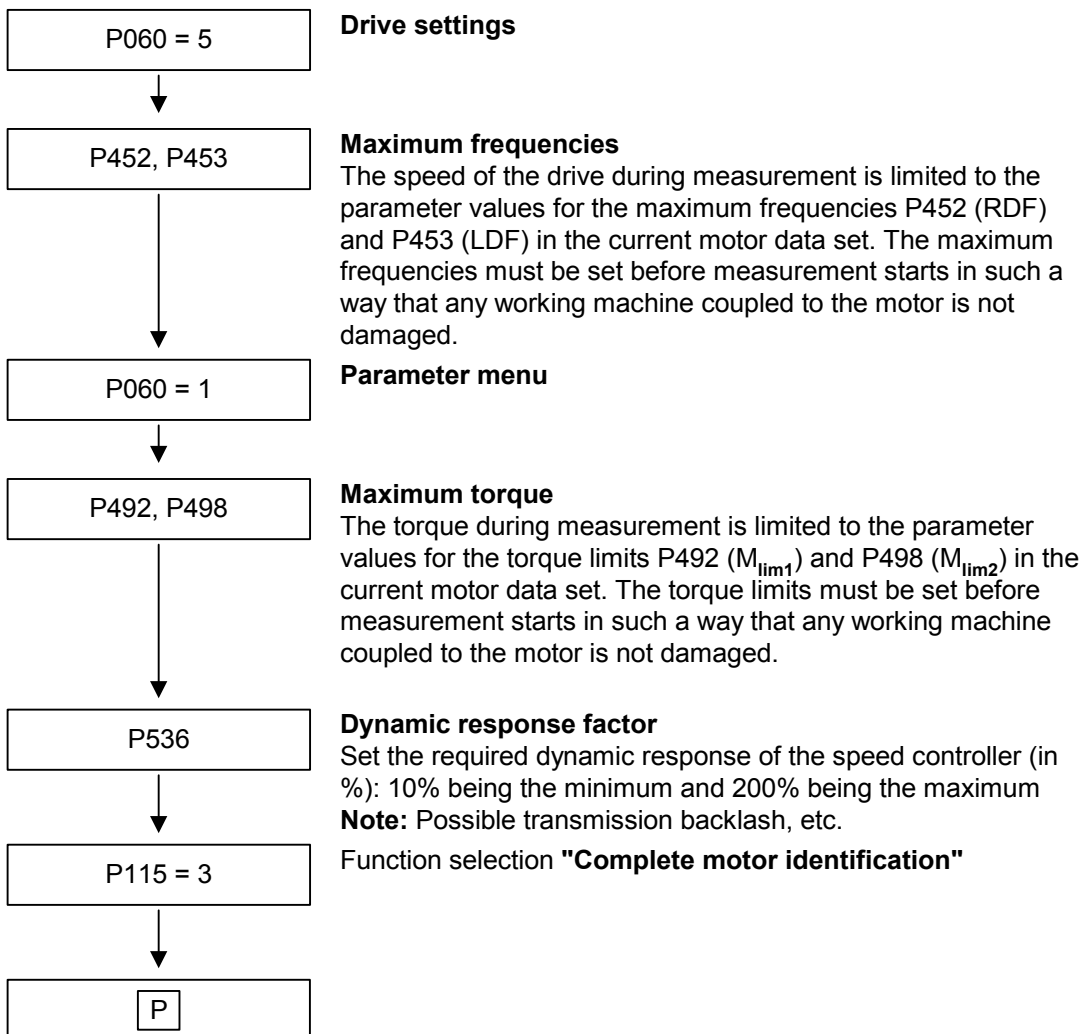 P060 = 5
Drive settings
P452, P453
Maximum frequencies
The speed of the drive during measurement is limited to the
parameter values for the maximum frequencies P452 (RDF)
and P453 (LDF) in the current motor data set. The maximum
frequencies must be set before measurement starts in such a
way that any working machine coupled to the motor is not
damaged.
P060 = 1
Parameter menu
P492, P498
Maximum torque
The torque during measurement is limited to the parameter
values for the torque limits P492 (Mlim1) and P498 (Mlim2) in the
current motor data set. The torque limits must be set before
measurement starts in such a way that any working machine
coupled to the motor is not damaged.
P536
Dynamic response factor
Set the required dynamic response of the speed controller (in
%): 10% being the minimum and 200% being the maximum
Note: Possible transmission backlash, etc.
P115 = 3
Function selection "Complete motor identification"
P